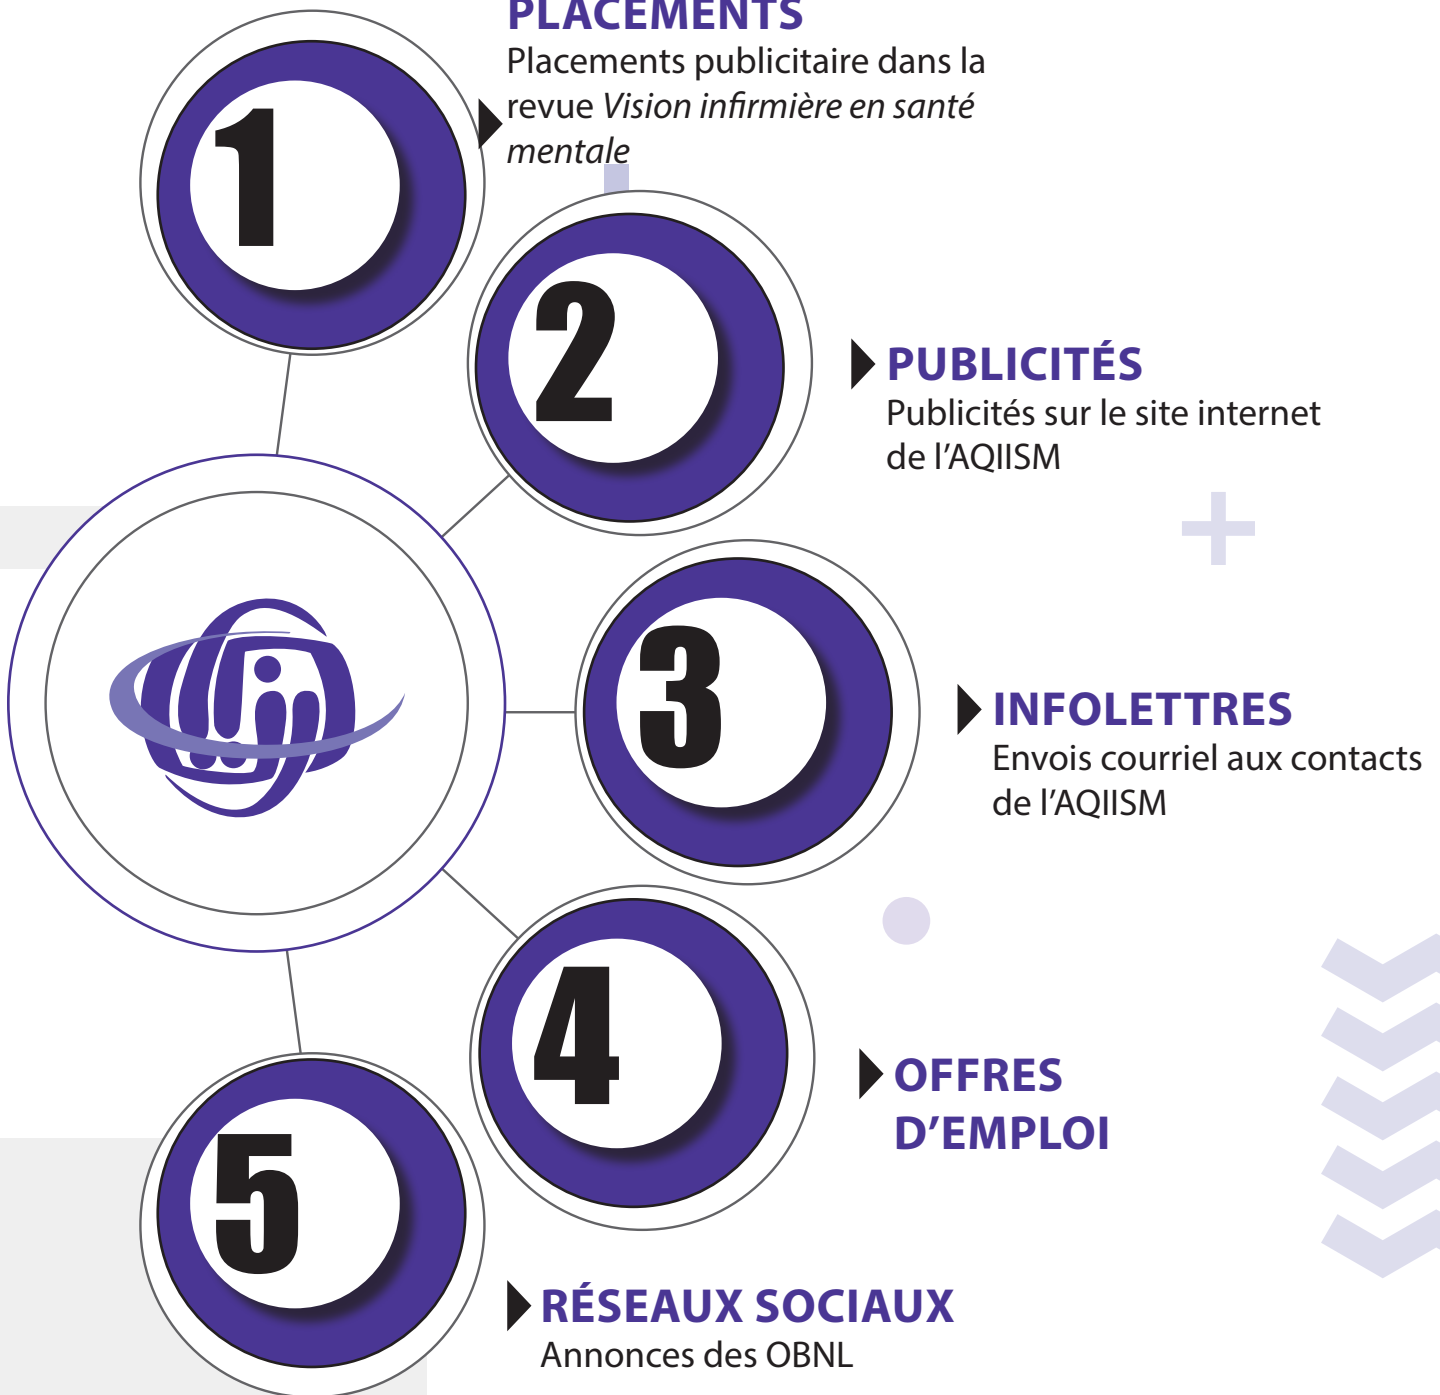 1
PLACEMENTS
Placements publicitaire dans la
revue Vision infirmière en santé
mentale
2
PUBLICITÉS
Publicités sur le site internet
de l'AQIISM
3
INFOLETTRES
Envois courriel aux contacts
de l'AQIISM
4
OFFRES
D'EMPLOI
5
RÉSEAUX SOCIAUX
Annonces des OBNL